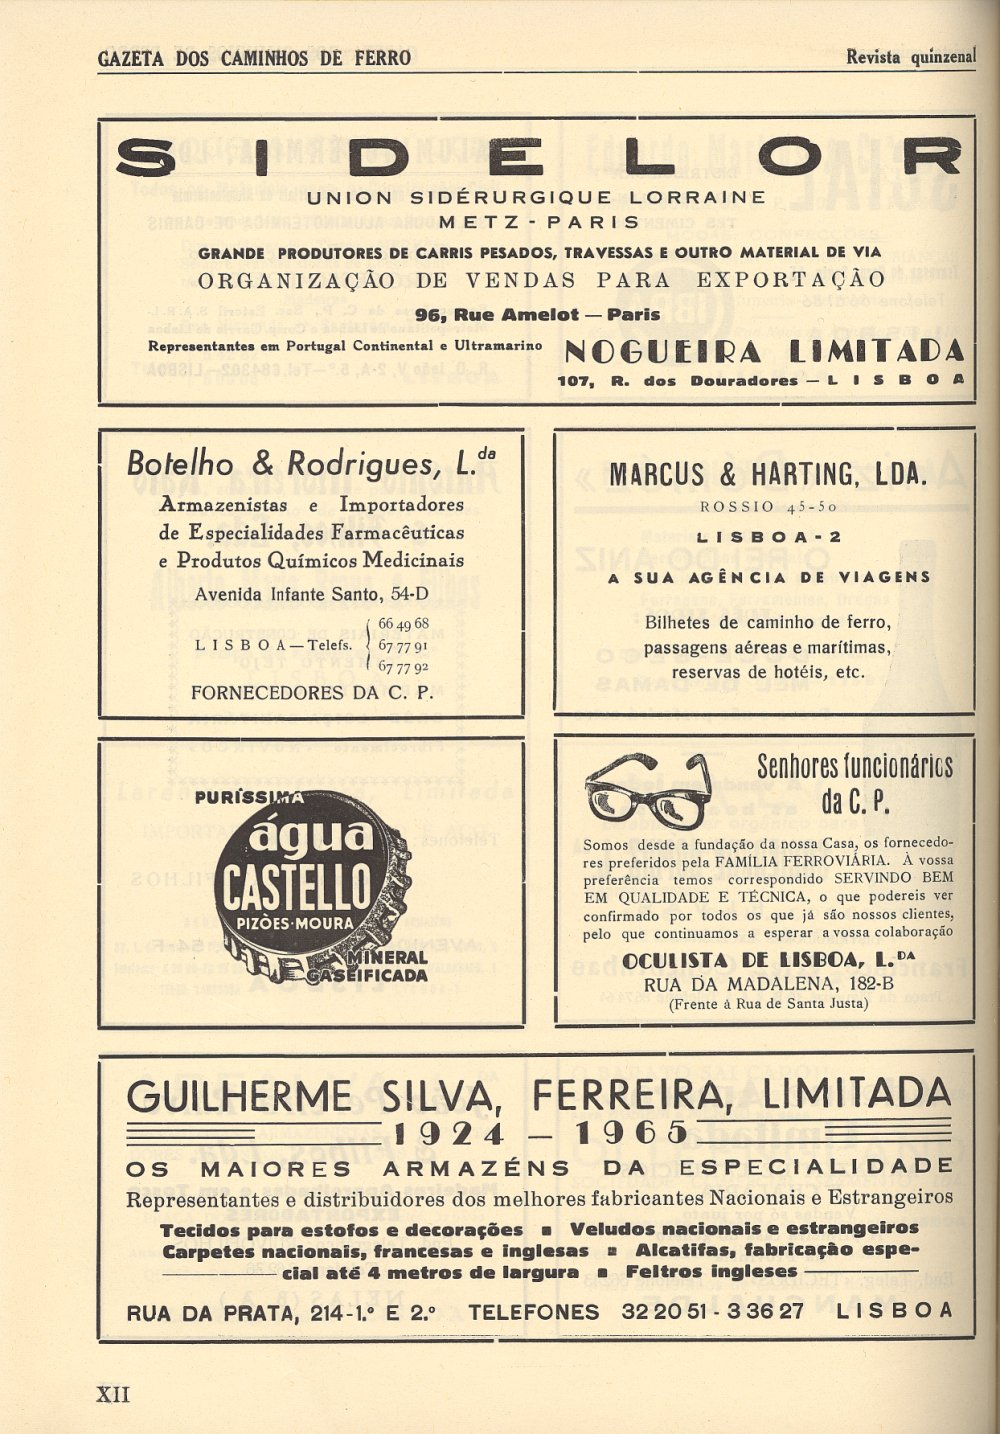 GAZETA DOS CAMINHOS DE FERRO
Revista quinzenal
SIDELOR
UNION SIDÉRURGIQUE LORRAINE
METZ - PARIS
GRANDE PRODUTORES DE CARRIS PESADOS, TRAVESSAS E OUTRO MATERIAL DE VIA
ORGANIZAÇÃO DE VENDAS PARA EXPORTAÇÃO
96, Rue Amelot — Paris
Representantes em Portugal Continental e Ultramarino
NOGUEIRA LIMITADA
107, R. dos Douradores — LISBOA
Botelho & Rodrigues, L.da
Armazenistas e Importadores
de Especialidades Farmacêuticas
e Produtos Químicos Medicinais
Avenida Infante Santo, 54-D
LISBOA — Telefs. { 66 49 68
67 77 91
67 77 92
FORNECEDORES DA C. P.
MARCUS & HARTING, LDA.
ROSSIO 45-50
LISBOA-2
A SUA AGÊNCIA DE VIAGENS
Bilhetes de caminho de ferro,
passagens aéreas e marítimas,
reservas de hotéis, etc.
PURÍSSIMA
água
CASTELLO
PIZÕES-MOURA
MINERAL
GASEIFICADA
Senhores funcionários
da C. P.
Somos desde a fundação da nossa Casa, os fornecedo-
res preferidos pela FAMÍLIA FERROVIÁRIA. À vossa
preferência temos correspondido SERVINDO BEM
EM QUALIDADE E TÉCNICA, o que podereis ver
confirmado por todos os que já são nossos clientes,
pelo que continuamos a esperar a vossa colaboração
OCULISTA DE LISBOA, L.DA
RUA DA MADALENA, 182-B
(Frente á Rua de Santa Justa)
GUILHERME SILVA, FERREIRA, LIMITADA
1924 — 1965
OS MAIORES ARMAZÉNS DA ESPECIALIDADE
Representantes e distribuidores dos melhores fabricantes Nacionais e Estrangeiros
Tecidos para estofos e decorações ■ Veludos nacionais e estrangeiros
Carpetes nacionais, francesas e inglesas ■ Alcatifas, fabricação espe-
cial até 4 metros de largura ■ Feltros ingleses
RUA DA PRATA, 214-1.º E 2.º TELEFONES 32 20 51 - 3 36 27 LISBOA
XII